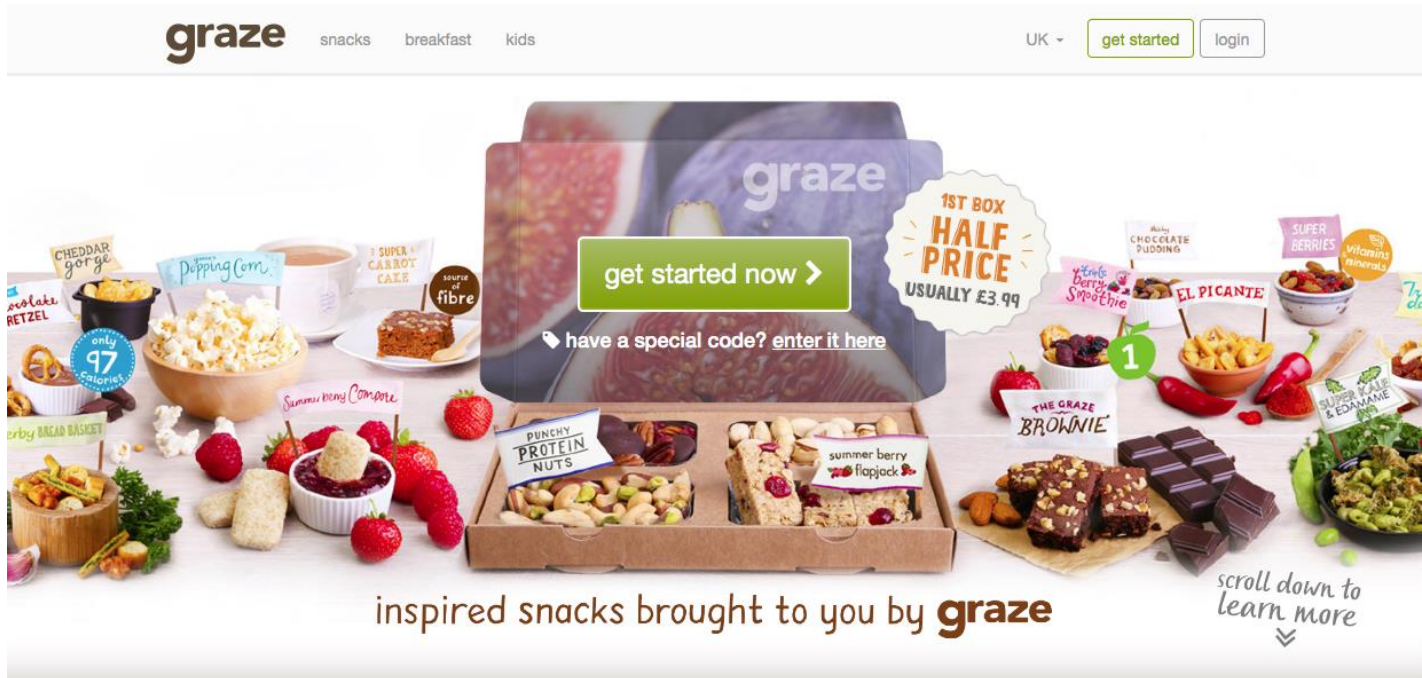 graze
snacks
breakfast
kids
UK
get started
login
graze
1ST BOX
HALF
PRICE
USUALLY £3.99
get started now
have a special code? enter it here
CHEDDAR
gorge
Popping Corn
SUPER
CARROT
CAKE
source
of
fibre
RETZEL
only
97
calories
Summer berry Compote
erby BREAD BASKET
PUNCHY
PROTEIN
NUTS
summer berry
flapjack
CHOCOLATE
PUDDING
SUPER
BERRIES
vitamins
minerals
triple
berry
Smoothie
EL PICANTE
1
THE GRAZE
BROWNIE
SUPER KALE
& EDAMAME
inspired snacks brought to you by graze
scroll down to
learn more